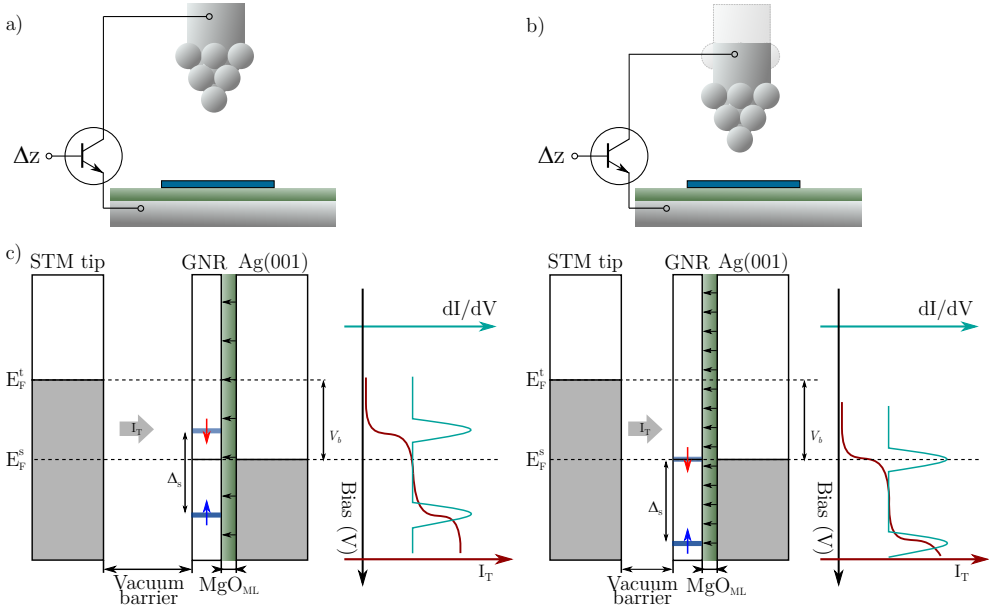 a)
Δz
b)
Δz
c)
STM tip
GNR
Ag(001)
dI/dV
E_F^t
I_T
V_b
E_F^s
Δ_s
Bias (V)
I_T
Vacuum
barrier
MgO_ML
STM tip
GNR
Ag(001)
dI/dV
E_F^t
I_T
V_b
E_F^s
Δ_s
Bias (V)
I_T
Vacuum
barrier
MgO_ML